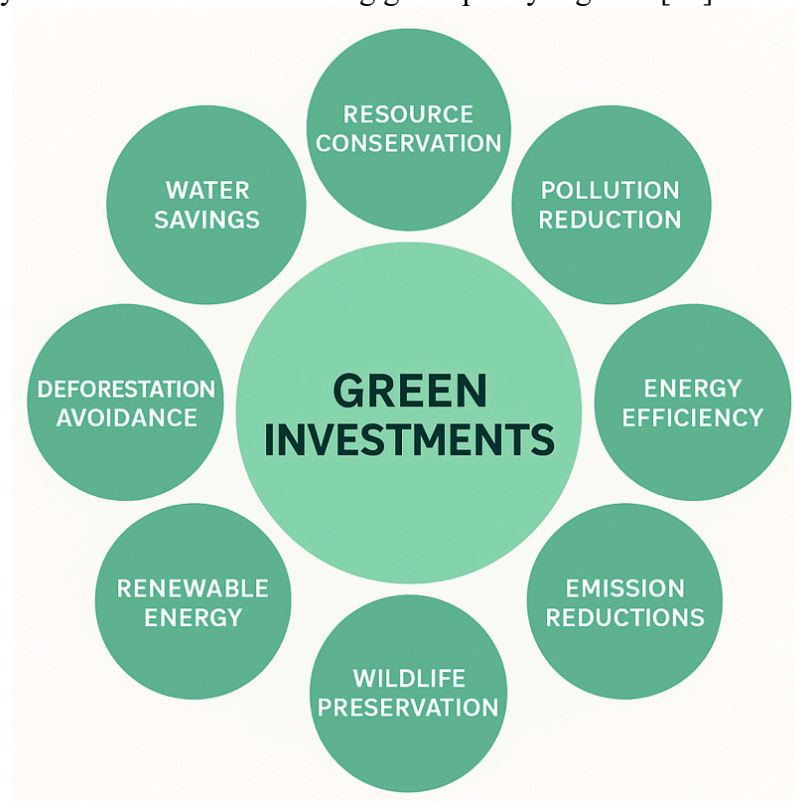 RESOURCE
CONSERVATION
POLLUTION
REDUCTION
ENERGY
EFFICIENCY
EMISSION
REDUCTIONS
WILDLIFE
PRESERVATION
RENEWABLE
ENERGY
DEFORESTATION
AVOIDANCE
WATER
SAVINGS
GREEN
INVESTMENTS